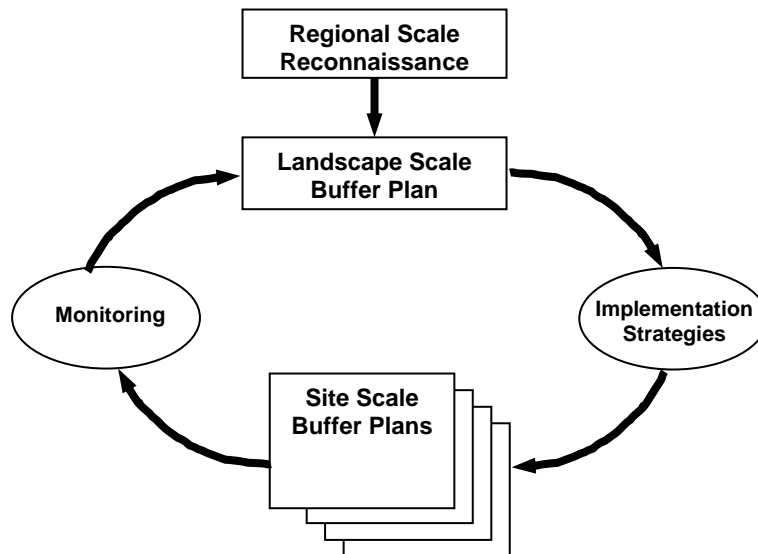 Regional Scale
Reconnaissance
Landscape Scale
Buffer Plan
Monitoring
Implementation
Strategies
Site Scale
Buffer Plans